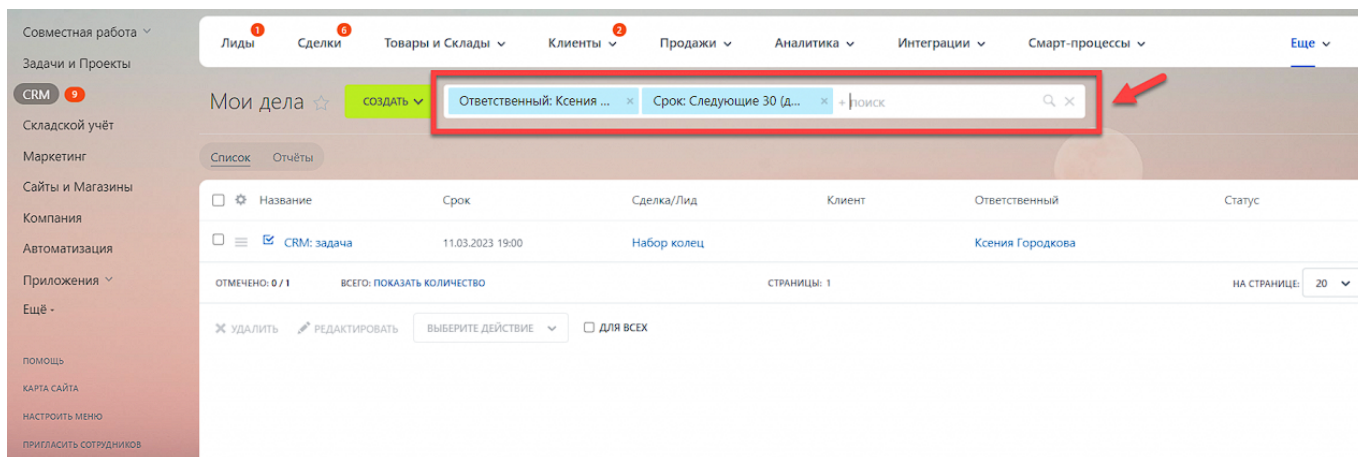 Совместная работа
Задачи и Проекты
CRM 9
Складской учёт
Маркетинг
Сайты и Магазины
Компания
Автоматизация
Приложения
Ещё -
ПОМОЩЬ
КАРТА САЙТА
НАСТРОИТЬ МЕНЮ
ПРИГЛАСИТЬ СОТРУДНИКОВ
Лиды 1 Сделки 6 Товары и Склады Клиенты 2 Продажи Аналитика Интеграции Смарт-процессы Еще
Мои дела СОЗДАТЬ Ответственный: Ксения ... × Срок: Следующие 30 (д... × + поиск
Список Отчёты
Название Срок Сделка/Лид Клиент Ответственный Статус
CRM: задача 11.03.2023 19:00 Набор колец Ксения Городкова
ОТМЕЧЕНО: 0 / 1 ВСЕГО: ПОКАЗАТЬ КОЛИЧЕСТВО СТРАНИЦЫ: 1 НА СТРАНИЦЕ: 20
УДАЛИТЬ РЕДАКТИРОВАТЬ ВЫБЕРИТЕ ДЕЙСТВИЕ ДЛЯ ВСЕХ